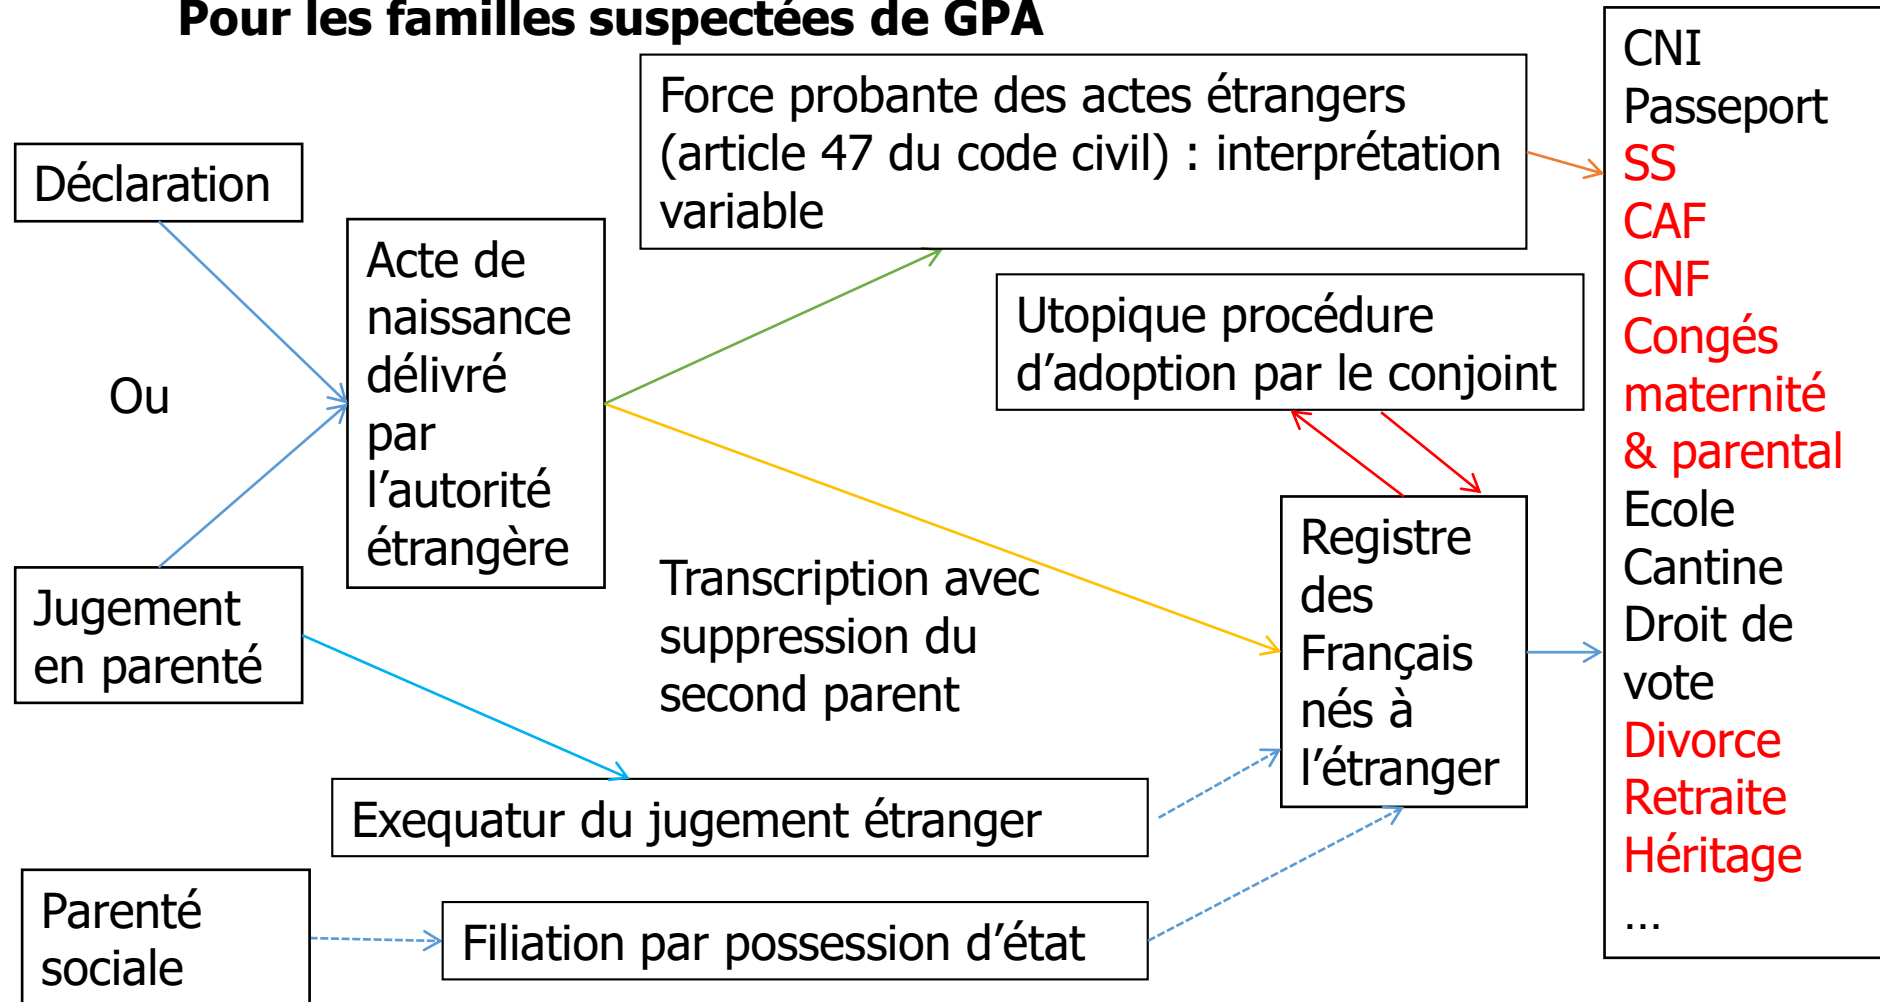 Pour les familles suspectées de GPA
Déclaration
Ou
Jugement
en parenté
Parenté
sociale
Acte de
naissance
délivré
par
l’autorité
étrangère
Force probante des actes étrangers
(article 47 du code civil) : interprétation
variable
Utopique procédure
d’adoption par le conjoint
Transcription avec
suppression du
second parent
Exequatur du jugement étranger
Filiation par possession d’état
Registre
des
Français
nés à
l’étranger
CNI
Passeport
SS
CAF
CNF
Congés
maternité
& parental
Ecole
Cantine
Droit de
vote
Divorce
Retraite
Héritage
…